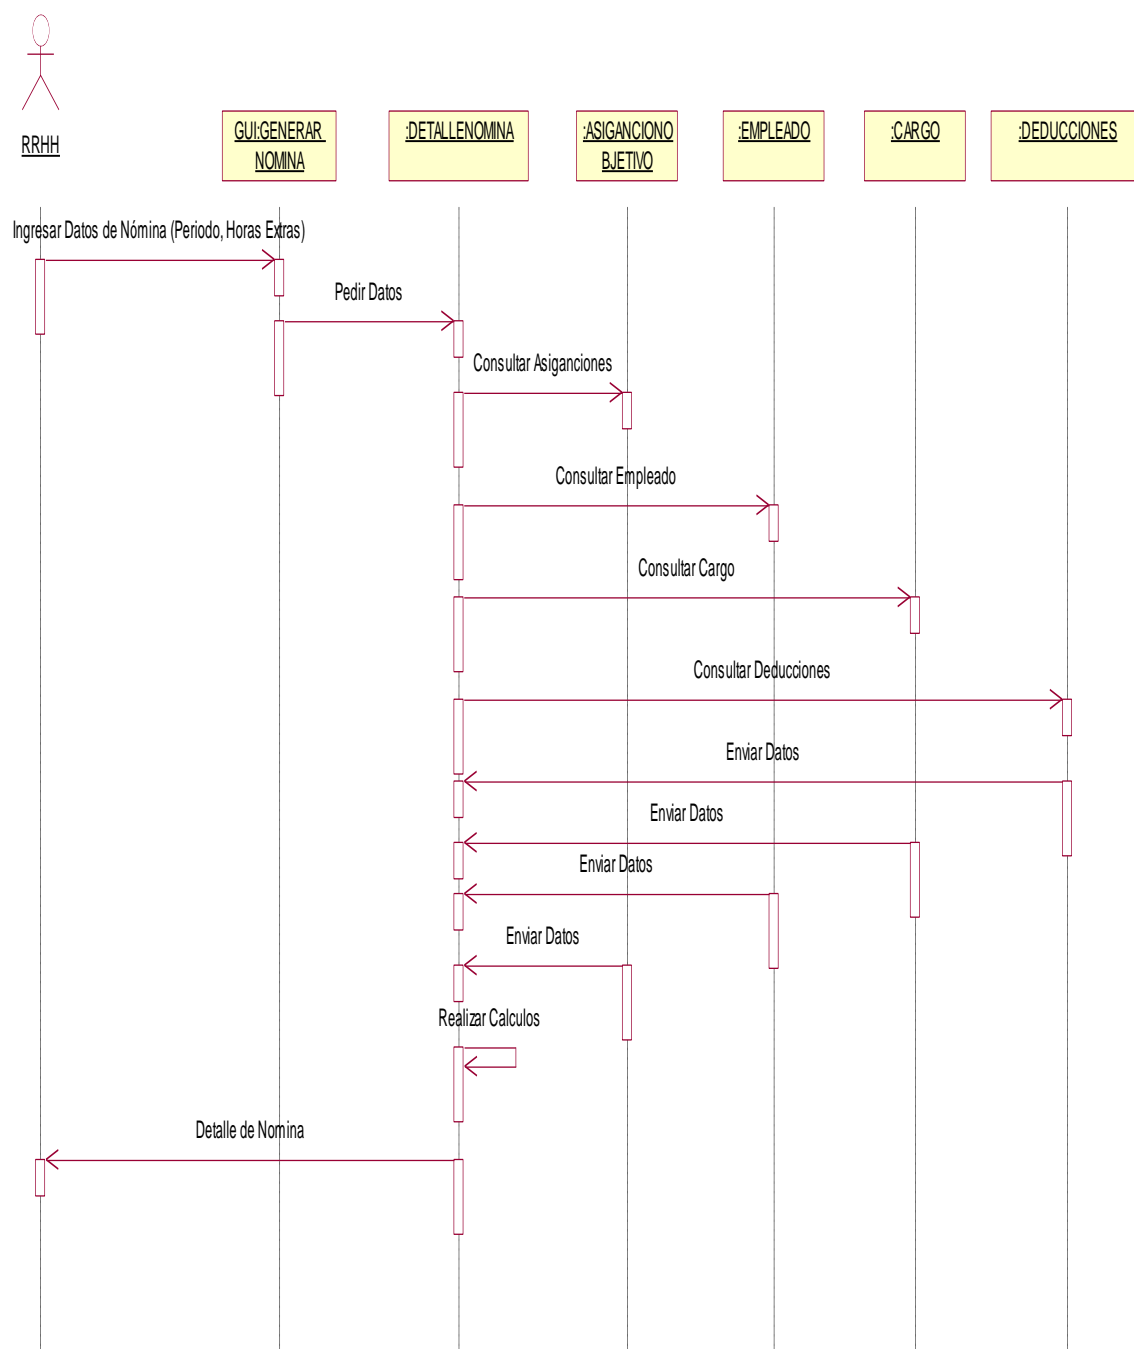 RRHH
GUI:GENERAR
NOMINA
:DETALLENOMINA
:ASIGANCIONO
BJETIVO
:EMPLEADO
:CARGO
:DEDUCCIONES
Ingresar Datos de Nómina (Periodo, Horas Extras)
Pedir Datos
Consultar Asiganciones
Consultar Empleado
Consultar Cargo
Consultar Deducciones
Enviar Datos
Enviar Datos
Enviar Datos
Enviar Datos
Realizar Calculos
Detalle de Nomina